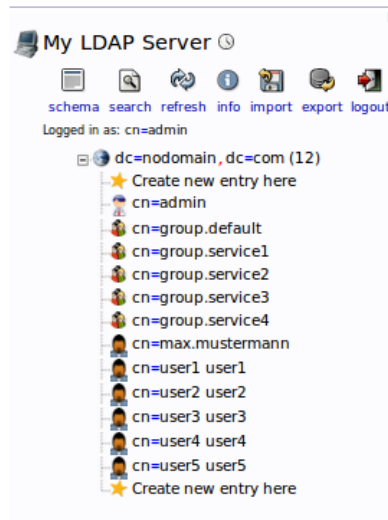 My LDAP Server
schema search refresh info import export logout
Logged in as: cn=admin
dc=nodomain,dc=com (12)
Create new entry here
cn=admin
cn=group.default
cn=group.service1
cn=group.service2
cn=group.service3
cn=group.service4
cn=max.mustermann
cn=user1 user1
cn=user2 user2
cn=user3 user3
cn=user4 user4
cn=user5 user5
Create new entry here